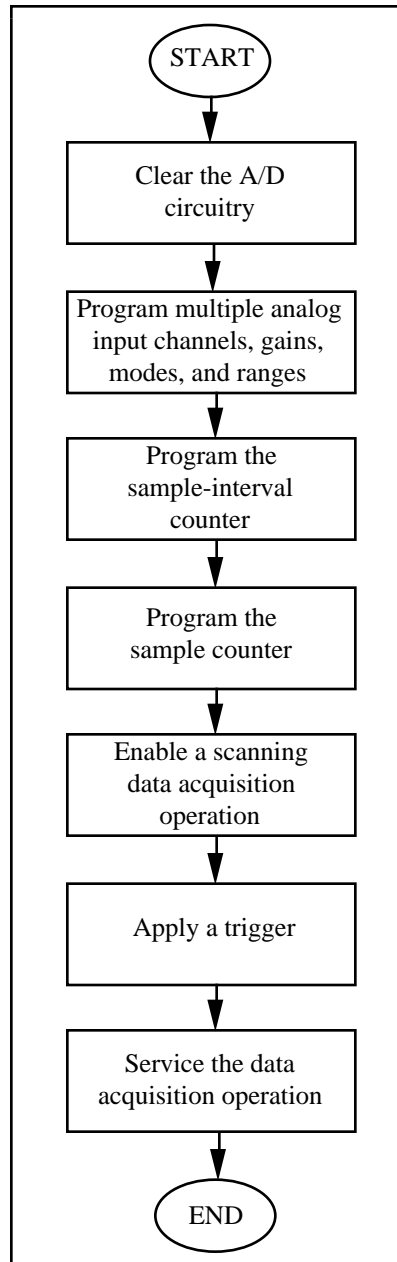 START
Clear the A/D
circuitry
Program multiple analog
input channels, gains,
modes, and ranges
Program the
sample-interval
counter
Program the
sample counter
Enable a scanning
data acquisition
operation
Apply a trigger
Service the data
acquisition operation
END